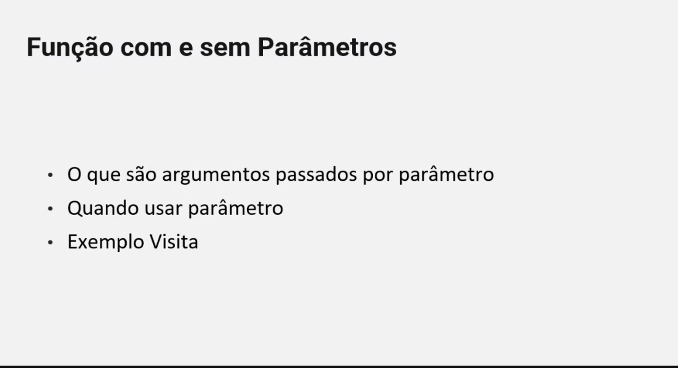 Função com e sem Parâmetros
• O que são argumentos passados por parâmetro
• Quando usar parâmetro
• Exemplo Visita